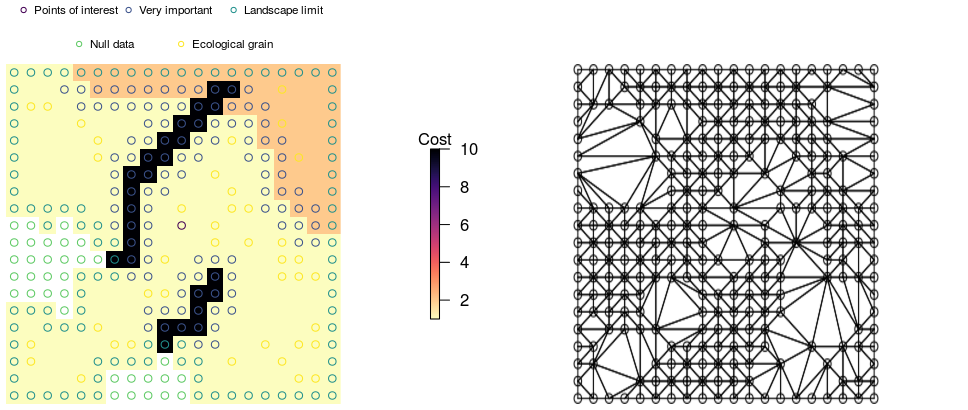 Points of interest Very important Landscape limit
Null data Ecological grain
Cost
10
8
6
4
2